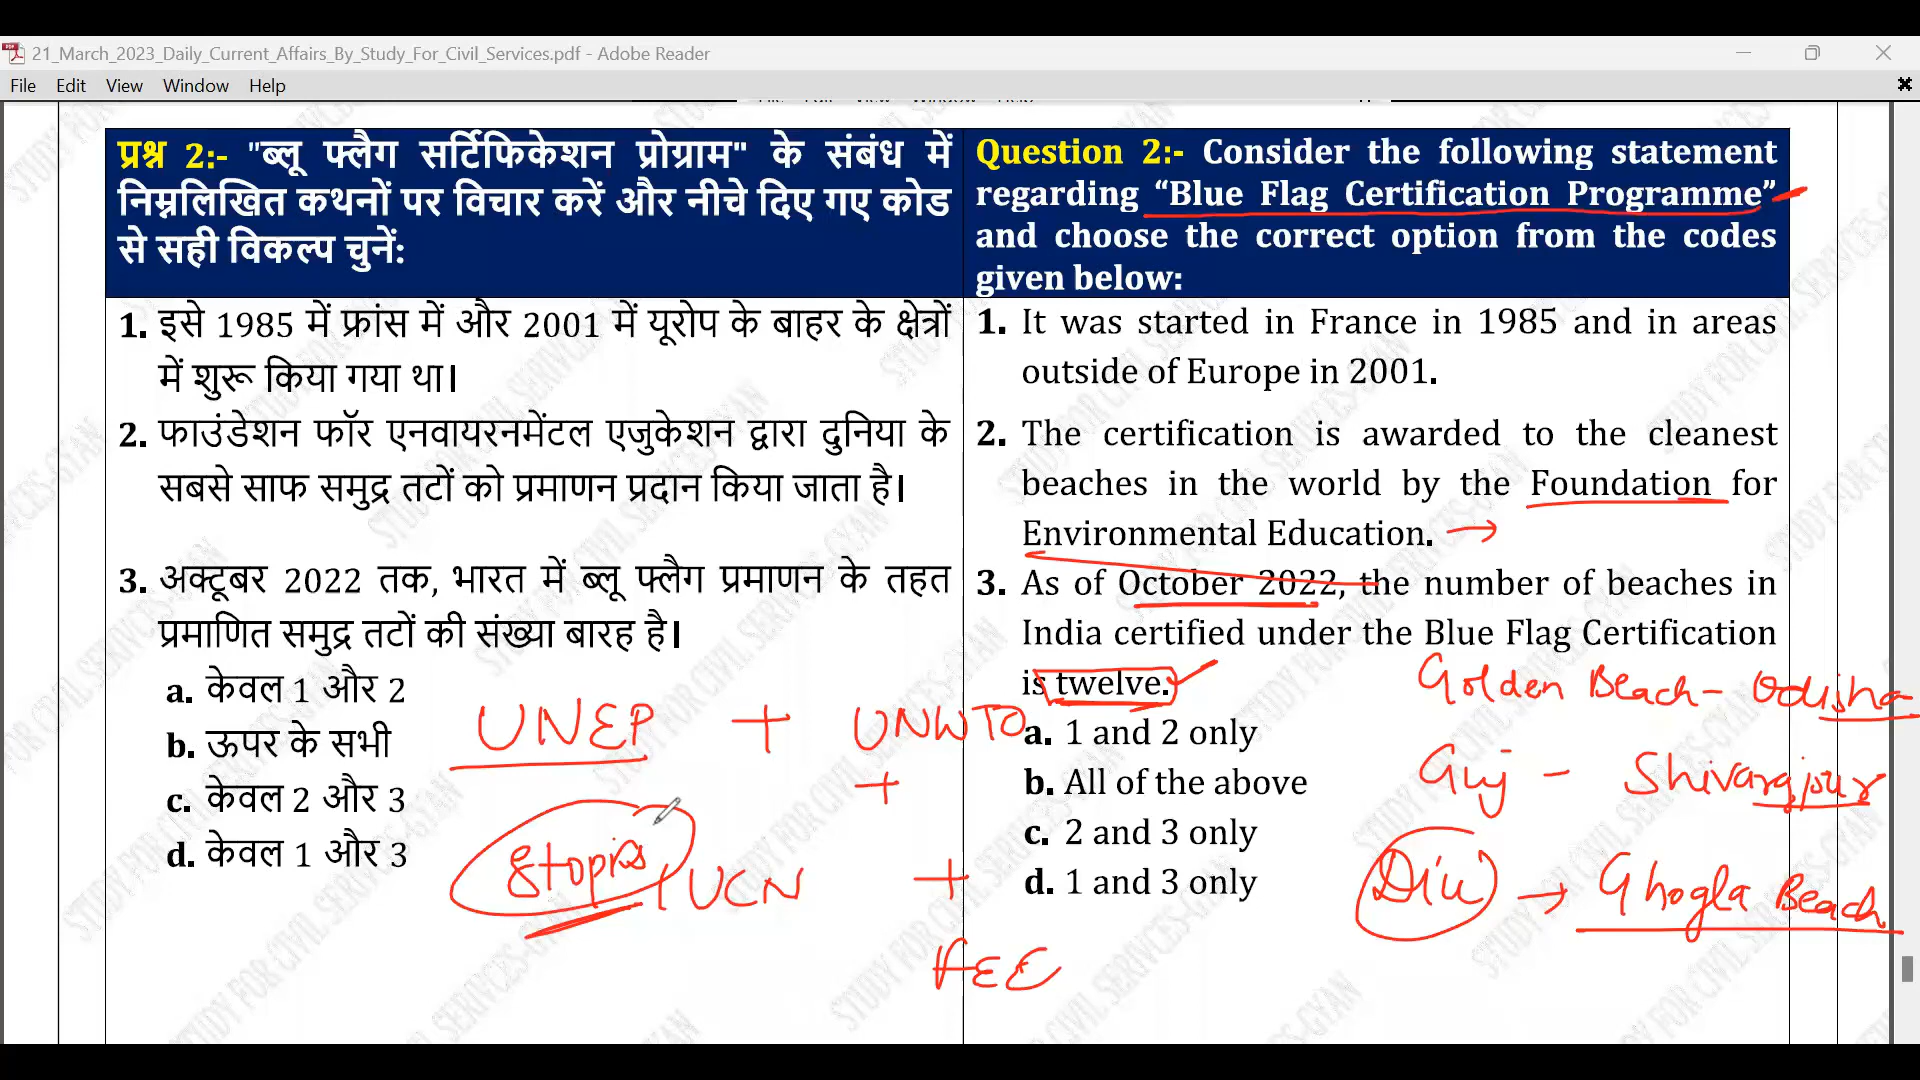 21_March_2023_Daily_Current_Affairs_By_Study_For_Civil_Services.pdf - Adobe Reader
File Edit View Window Help
प्रश्न 2:- "ब्लू फ्लैग सर्टिफिकेशन प्रोग्राम" के संबंध में
निम्नलिखित कथनों पर विचार करें और नीचे दिए गए कोड
से सही विकल्प चुनें:
1. इसे 1985 में फ्रांस में और 2001 में यूरोप के बाहर के क्षेत्रों
में शुरू किया गया था।
2. फाउंडेशन फॉर एनवायरनमेंटल एजुकेशन द्वारा दुनिया के
सबसे साफ समुद्र तटों को प्रमाणन प्रदान किया जाता है।
3. अक्टूबर 2022 तक, भारत में ब्लू फ्लैग प्रमाणन के तहत
प्रमाणित समुद्र तटों की संख्या बारह है।
a. केवल 1 और 2
b. ऊपर के सभी
c. केवल 2 और 3
d. केवल 1 और 3
Question 2:- Consider the following statement
regarding “Blue Flag Certification Programme”
and choose the correct option from the codes
given below:
1. It was started in France in 1985 and in areas
outside of Europe in 2001.
2. The certification is awarded to the cleanest
beaches in the world by the Foundation for
Environmental Education.
3. As of October 2022, the number of beaches in
India certified under the Blue Flag Certification
is twelve.
a. 1 and 2 only
b. All of the above
c. 2 and 3 only
d. 1 and 3 only
UNEP + UNWTO
+
IUCN +
FEE
Golden Beach - Odisha
Guj - Shivrajpur
Diu → Ghogla Beach